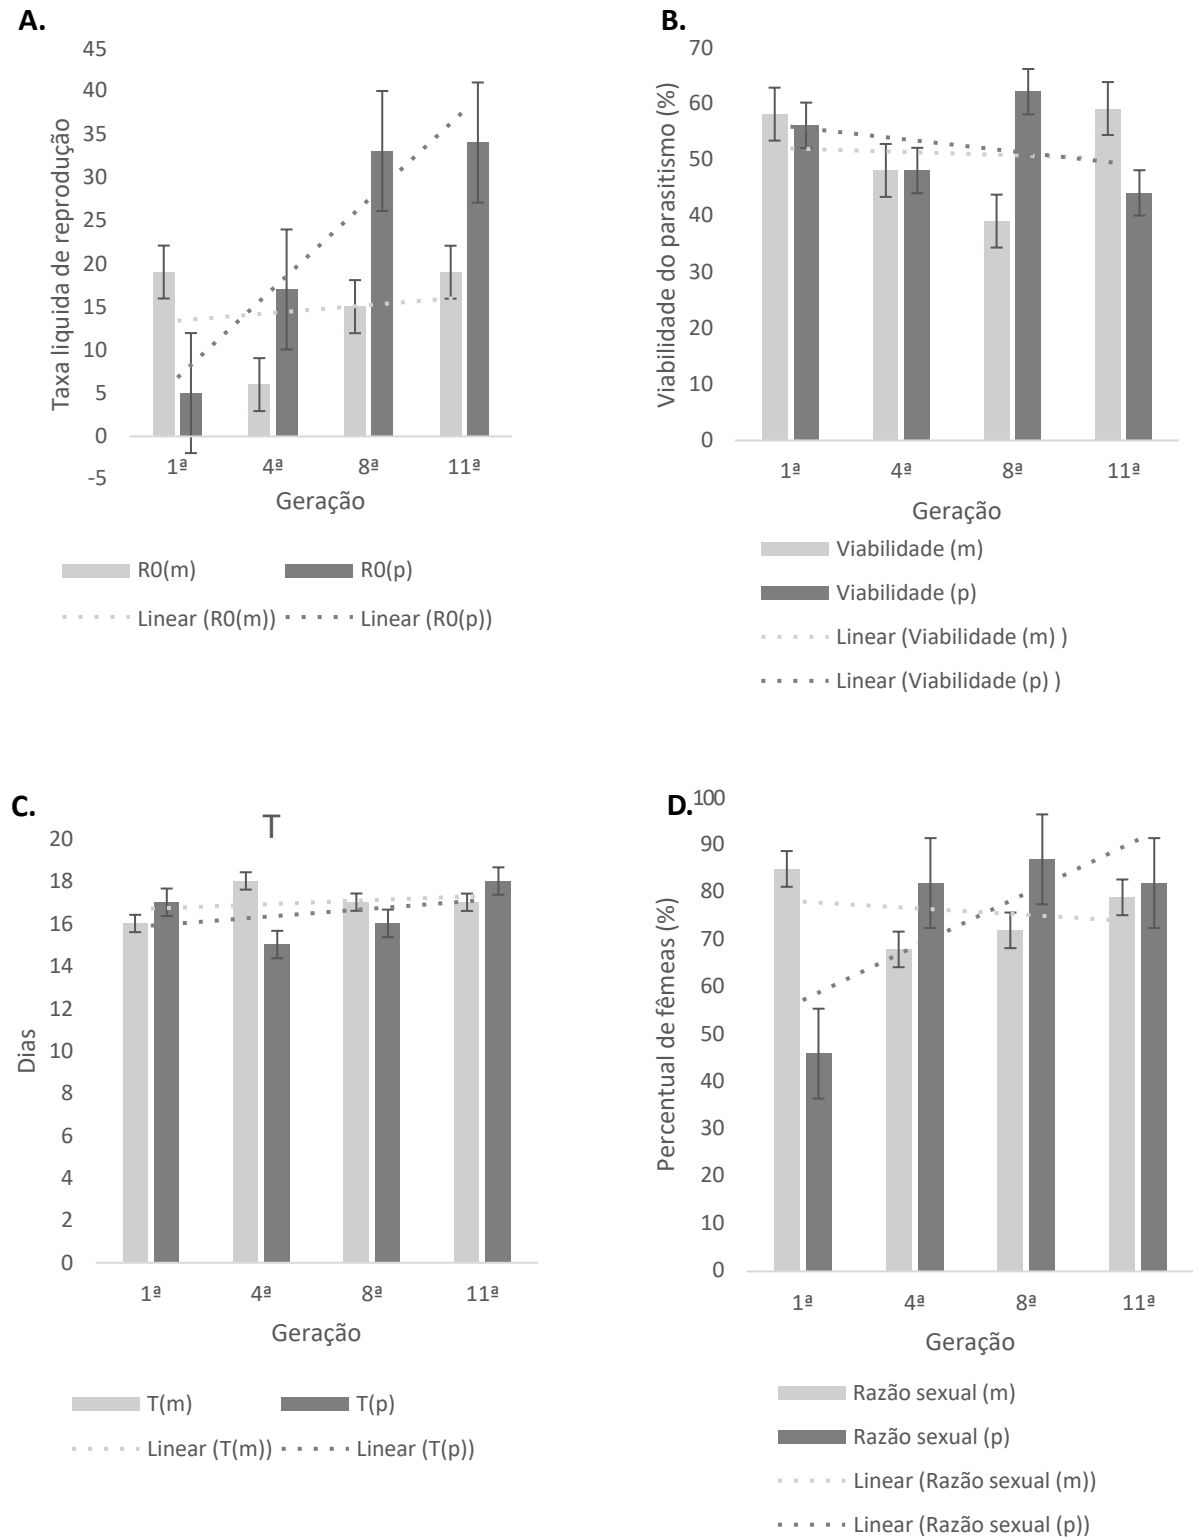 A.
45
40
35
30
25
20
15
10
5
0
-5
Taxa liquida de reprodução
1ª 4ª 8ª 11ª
Geração
R0(m) R0(p)
Linear (R0(m)) Linear (R0(p))
B.
70
60
50
40
30
20
10
0
Viabilidade do parasitismo (%)
1ª 4ª 8ª 11ª
Geração
Viabilidade (m)
Viabilidade (p)
Linear (Viabilidade (m) )
Linear (Viabilidade (p) )
C.
T
20
18
16
14
12
10
8
6
4
2
0
Dias
1ª 4ª 8ª 11ª
Geração
T(m) T(p)
Linear (T(m)) Linear (T(p))
D.
100
90
80
70
60
50
40
30
20
10
0
Percentual de fêmeas (%)
1ª 4ª 8ª 11ª
Geração
Razão sexual (m)
Razão sexual (p)
Linear (Razão sexual (m))
Linear (Razão sexual (p))